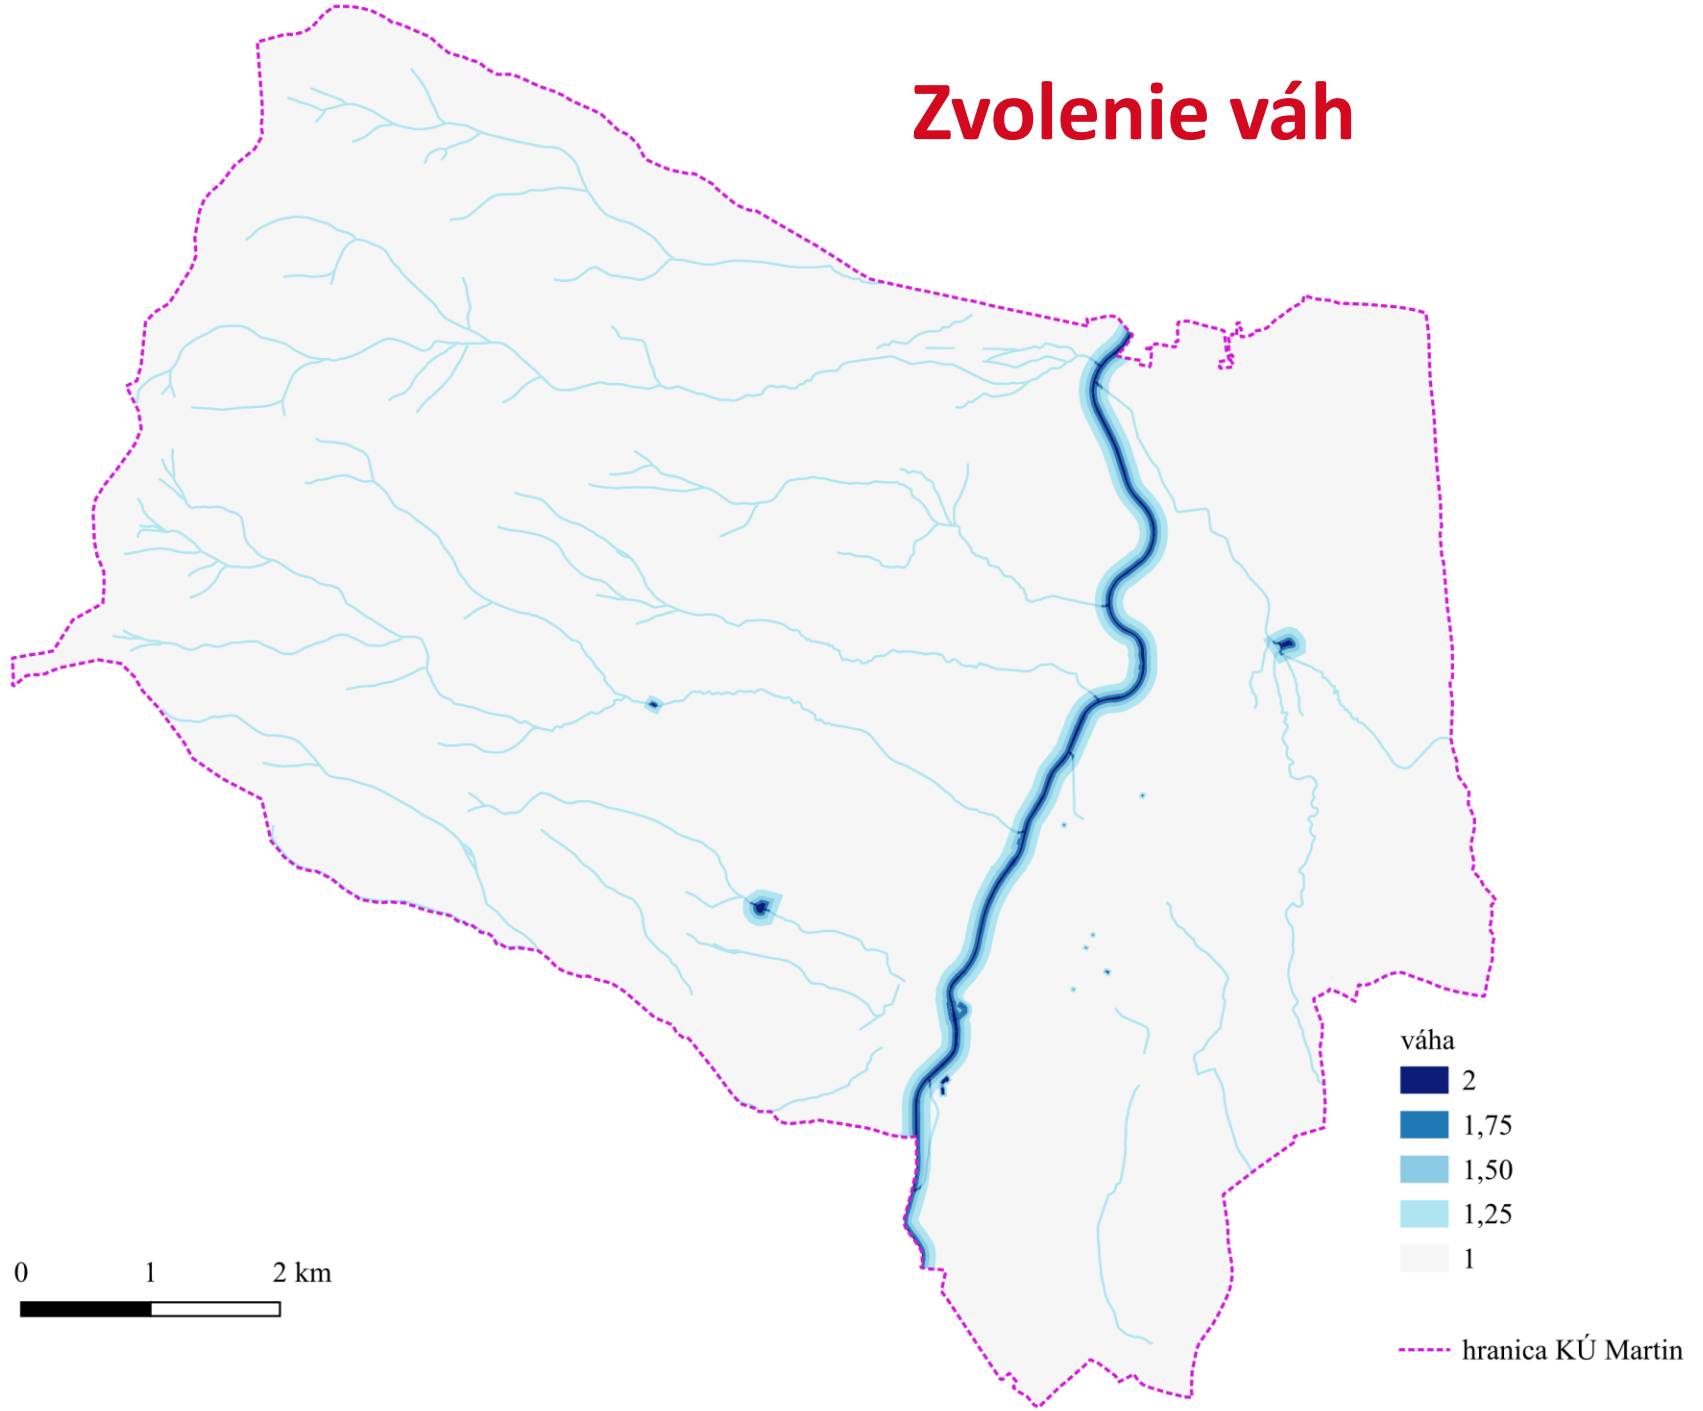 Zvolenie váh
váha
2
1,75
1,50
1,25
1
0 1 2 km
hranica KÚ Martin